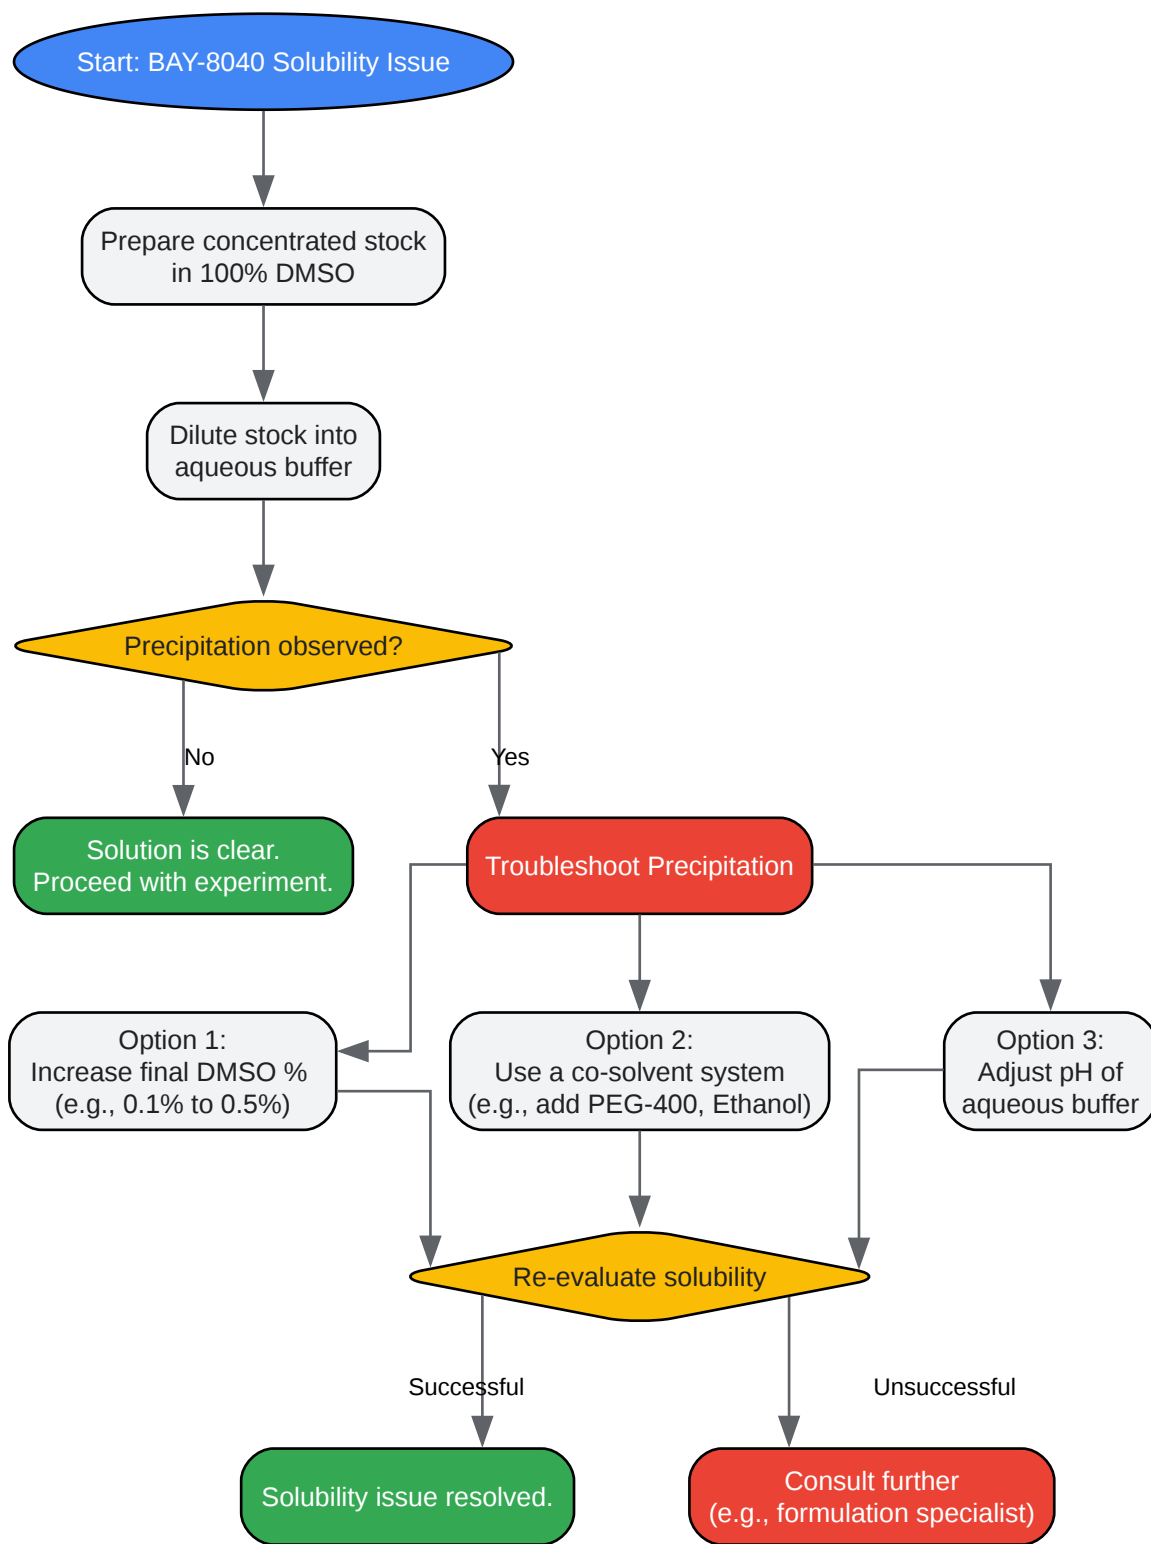 Start: BAY-8040 Solubility Issue
Prepare concentrated stock
in 100% DMSO
Dilute stock into
aqueous buffer
Precipitation observed?
No
Yes
Solution is clear.
Proceed with experiment.
Troubleshoot Precipitation
Option 1:
Increase final DMSO %
(e.g., 0.1% to 0.5%)
Option 2:
Use a co-solvent system
(e.g., add PEG-400, Ethanol)
Option 3:
Adjust pH of
aqueous buffer
Re-evaluate solubility
Successful
Unsuccessful
Solubility issue resolved.
Consult further
(e.g., formulation specialist)